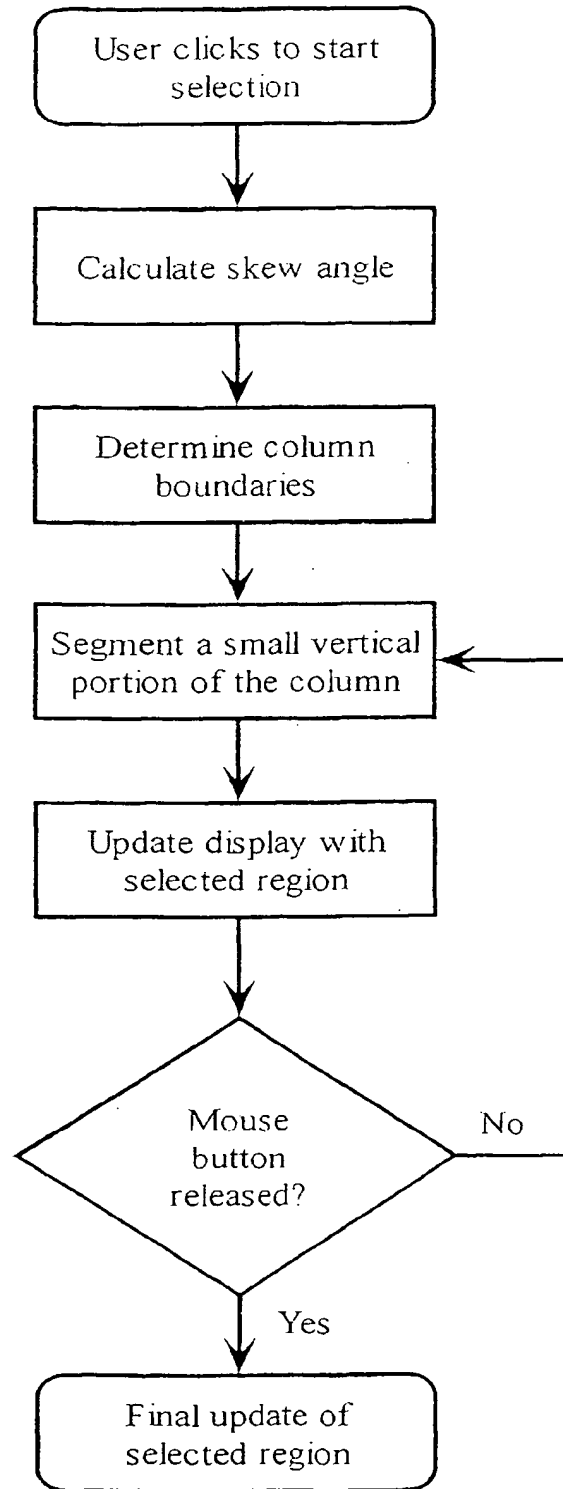 User clicks to start
selection
Calculate skew angle
Determine column
boundaries
Segment a small vertical
portion of the column
Update display with
selected region
Mouse
button
released?
No
Yes
Final update of
selected region